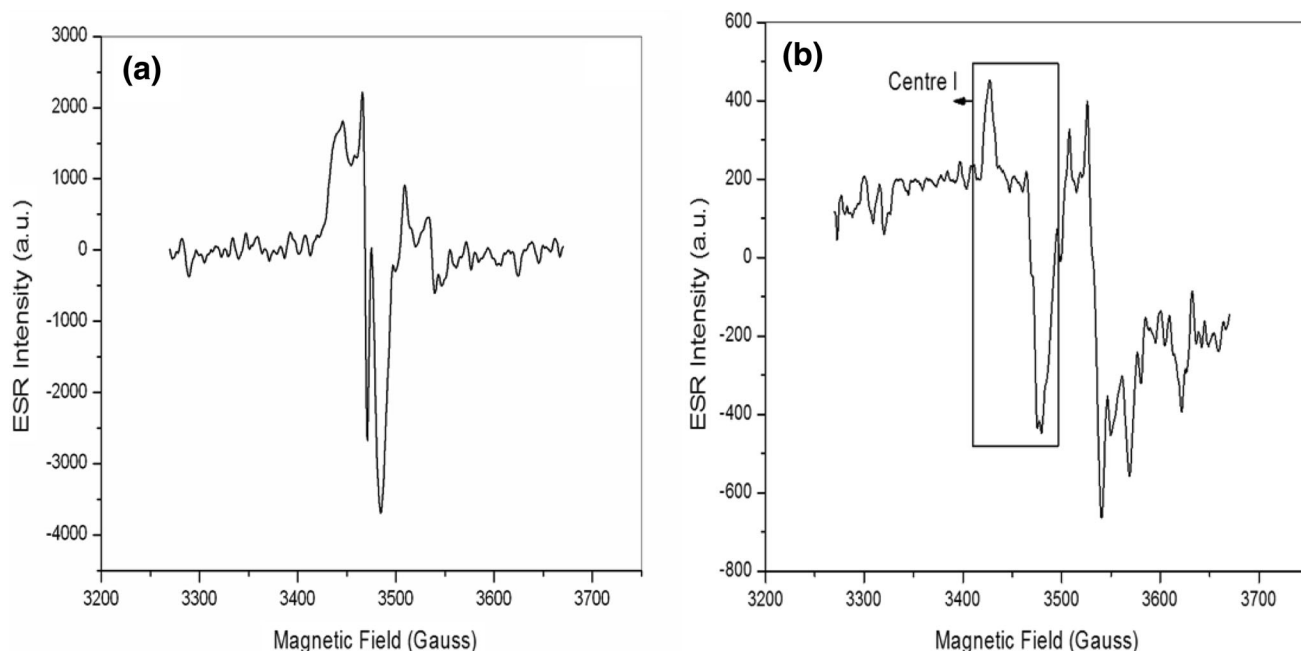 (a)
3000
2000
1000
0
-1000
-2000
-3000
-4000
ESR Intensity (a.u.)
3200 3300 3400 3500 3600 3700
Magnetic Field (Gauss)
(b)
Centre I
600
400
200
0
-200
-400
-600
-800
ESR Intensity (a.u.)
3200 3300 3400 3500 3600 3700
Magnetic Field (Gauss)